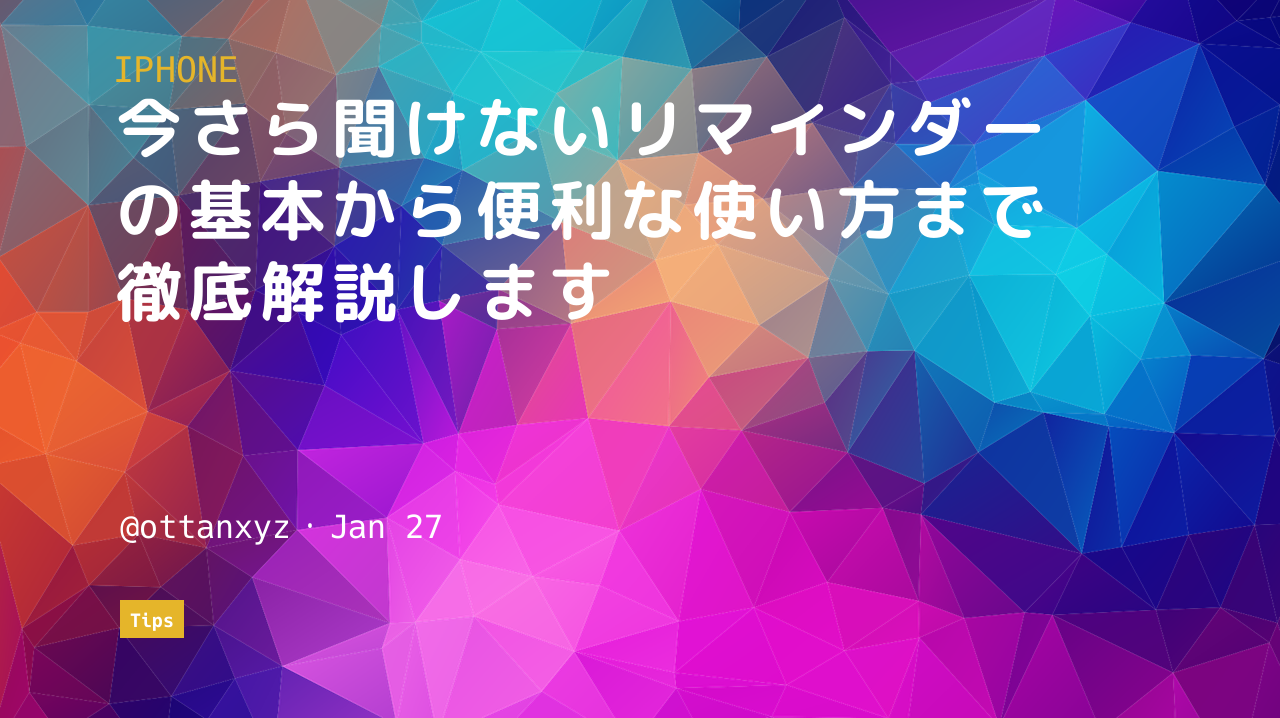 IPHONE
今さら聞けないリマインダー
の基本から便利な使い方まで
徹底解説します
@ottanxyz · Jan 27
Tips